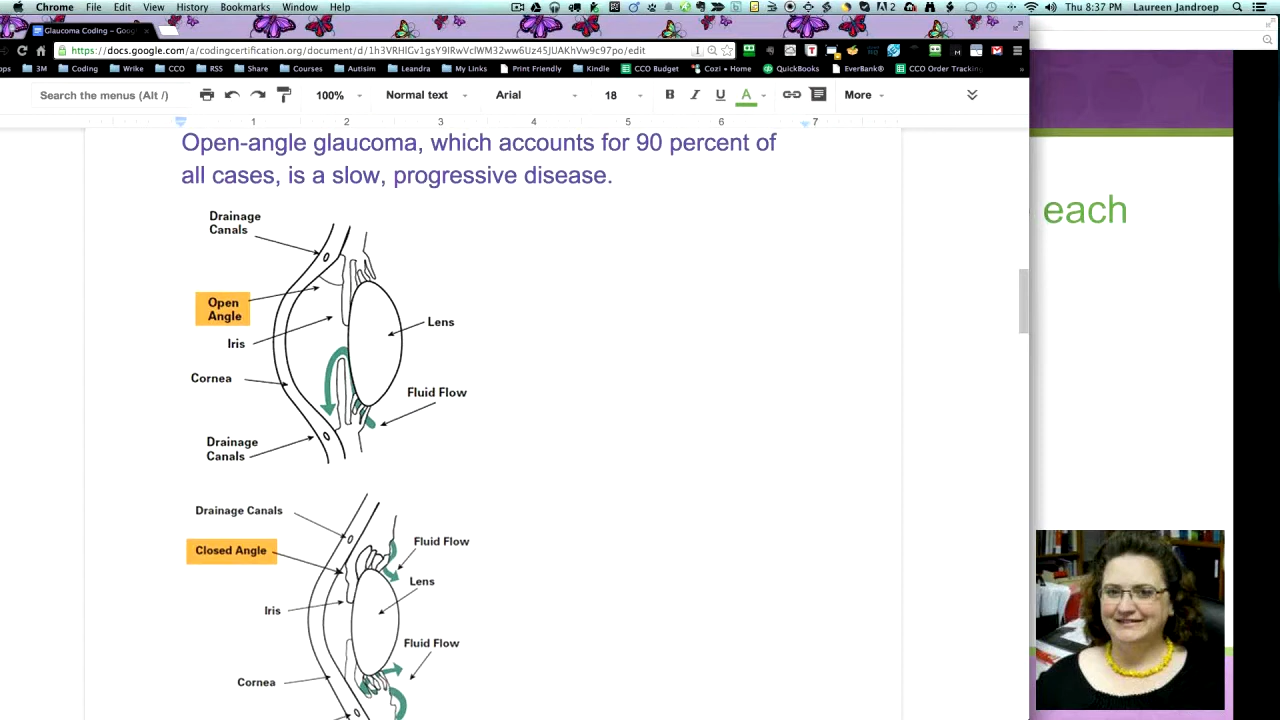 Chrome File Edit View History Bookmarks Window Help Thu 8:37 PM Laureen Jandroep
Glaucoma Coding – Goog
https://docs.google.com/a/codingcertification.org/document/d/1h3VRHlGv1gsY9IRwVclWM32ww6Uz45JUAKhVw9c97po/edit
3M Coding Wrike CCO RSS Share Courses Autisim Leandra My Links Print Friendly Kindle CCO Budget Cozi • Home QuickBooks EverBank® CCO Order Tracking
Search the menus (Alt /) 100% Normal text Arial 18 B I U A More
1 2 3 4 5 6 7
Open-angle glaucoma, which accounts for 90 percent of
all cases, is a slow, progressive disease.
each
Drainage
Canals
Open
Angle
Lens
Iris
Cornea
Fluid Flow
Drainage
Canals
Drainage Canals
Fluid Flow
Closed Angle
Lens
Iris
Fluid Flow
Cornea